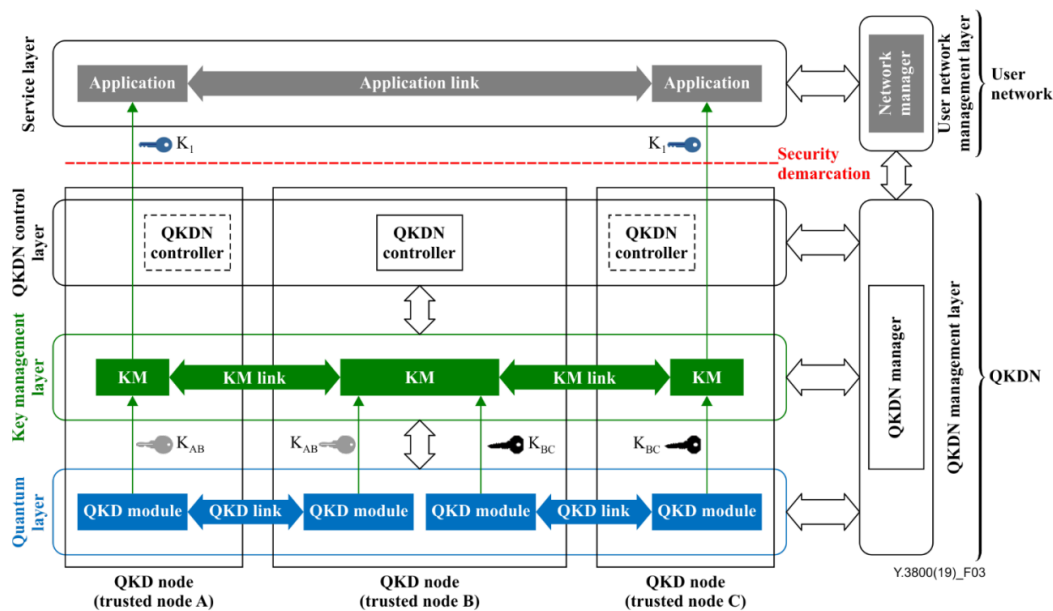 Service layer
Application
Application link
Application
Network
manager
User network
management layer
User
network
K1
K1
Security
demarcation
QKDN control
layer
QKDN
controller
QKDN
controller
QKDN
controller
Key management
layer
KM
KM link
KM
KM link
KM
QKDN manager
QKDN management layer
QKDN
KAB
KAB
KBC
KBC
Quantum
layer
QKD module
QKD link
QKD module
QKD module
QKD link
QKD module
Y.3800(19)_F03
QKD node
(trusted node A)
QKD node
(trusted node B)
QKD node
(trusted node C)